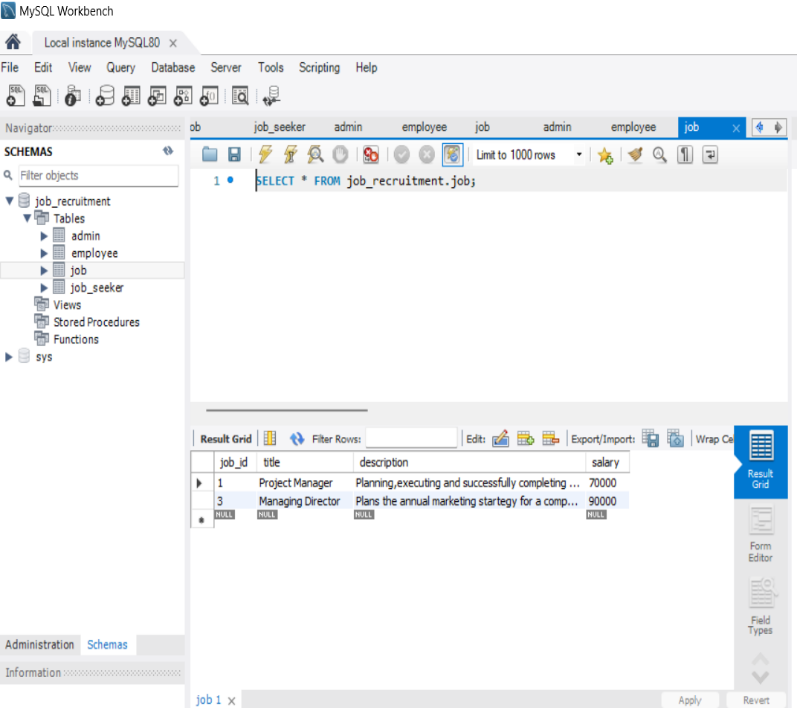 MySQL Workbench
Local instance MySQL80 ×
File Edit View Query Database Server Tools Scripting Help
Navigator
SCHEMAS
Filter objects
job_recruitment
Tables
admin
employee
job
job_seeker
Views
Stored Procedures
Functions
sys
Administration Schemas
Information
ob job_seeker admin employee job admin employee job ×
Limit to 1000 rows
1 SELECT * FROM job_recruitment.job;
Result Grid Filter Rows: Edit: Export/Import: Wrap Ce
job_id title description salary
1 Project Manager Planning,executing and successfully completing ... 70000
3 Managing Director Plans the annual marketing startegy for a comp... 90000
NULL NULL NULL NULL
Result
Grid
Form
Editor
Field
Types
job 1 ×
Apply Revert